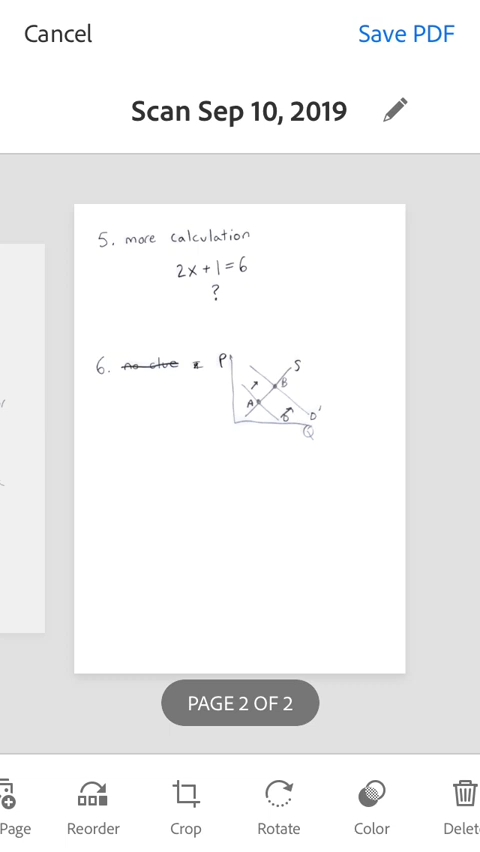 Cancel
Save PDF
Scan Sep 10, 2019
5. more calculation
2x+1=6
?
6. no clue
P
S
B
A
D'
Q
PAGE 2 OF 2
Page
Reorder
Crop
Rotate
Color
Delet